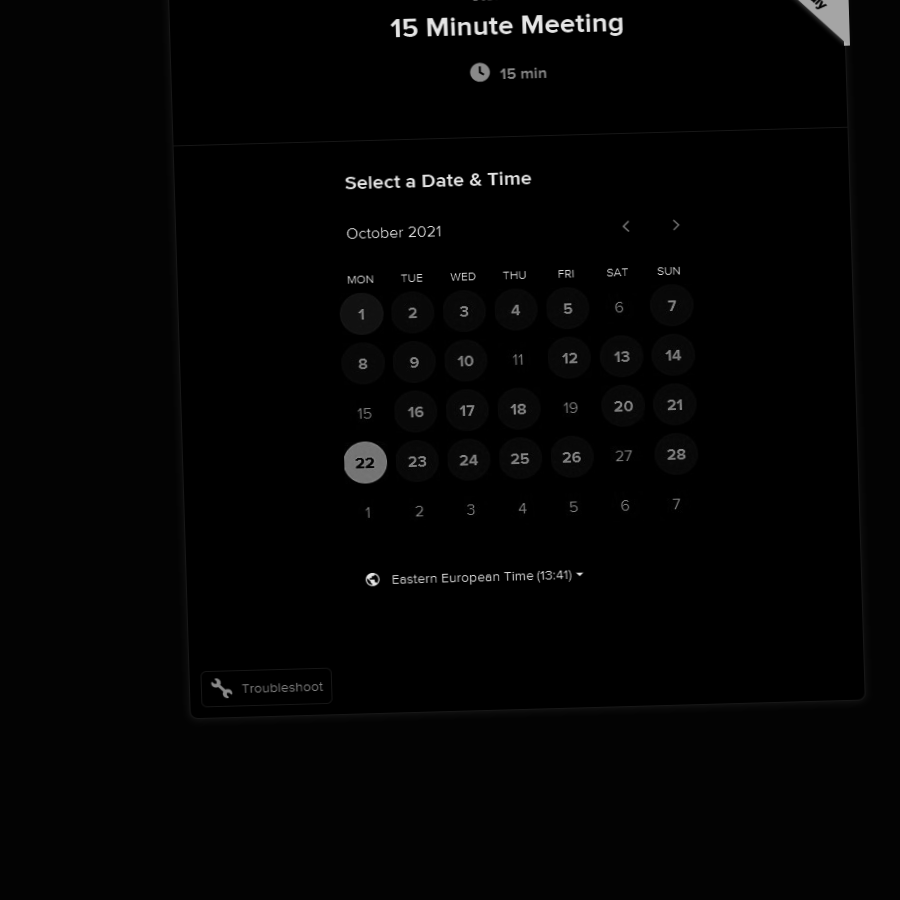 15 Minute Meeting
15 min
Select a Date & Time
October 2021
MON TUE WED THU FRI SAT SUN
1 2 3 4 5 6 7
8 9 10 11 12 13 14
15 16 17 18 19 20 21
22 23 24 25 26 27 28
1 2 3 4 5 6 7
Eastern European Time (13:41)
Troubleshoot